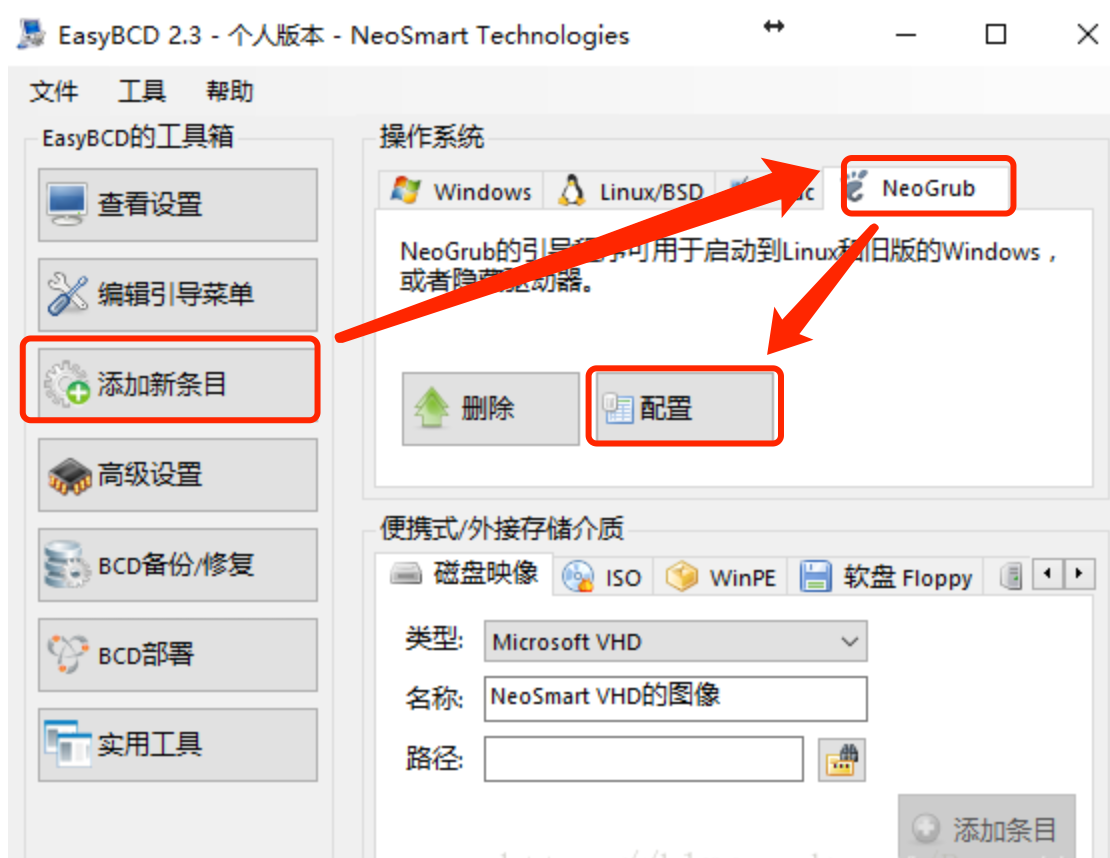 EasyBCD 2.3 - 个人版本 - NeoSmart Technologies
文件 工具 帮助
EasyBCD的工具箱
查看设置
编辑引导菜单
添加新条目
高级设置
BCD备份/修复
BCD部署
实用工具
操作系统
Windows Linux/BSD NeoGrub
NeoGrub的引导程序可用于启动到Linux和旧版的Windows，
或者隐藏驱动器。
删除 配置
便携式/外接存储介质
磁盘映像 ISO WinPE 软盘 Floppy
类型: Microsoft VHD
名称: NeoSmart VHD的图像
路径:
添加条目